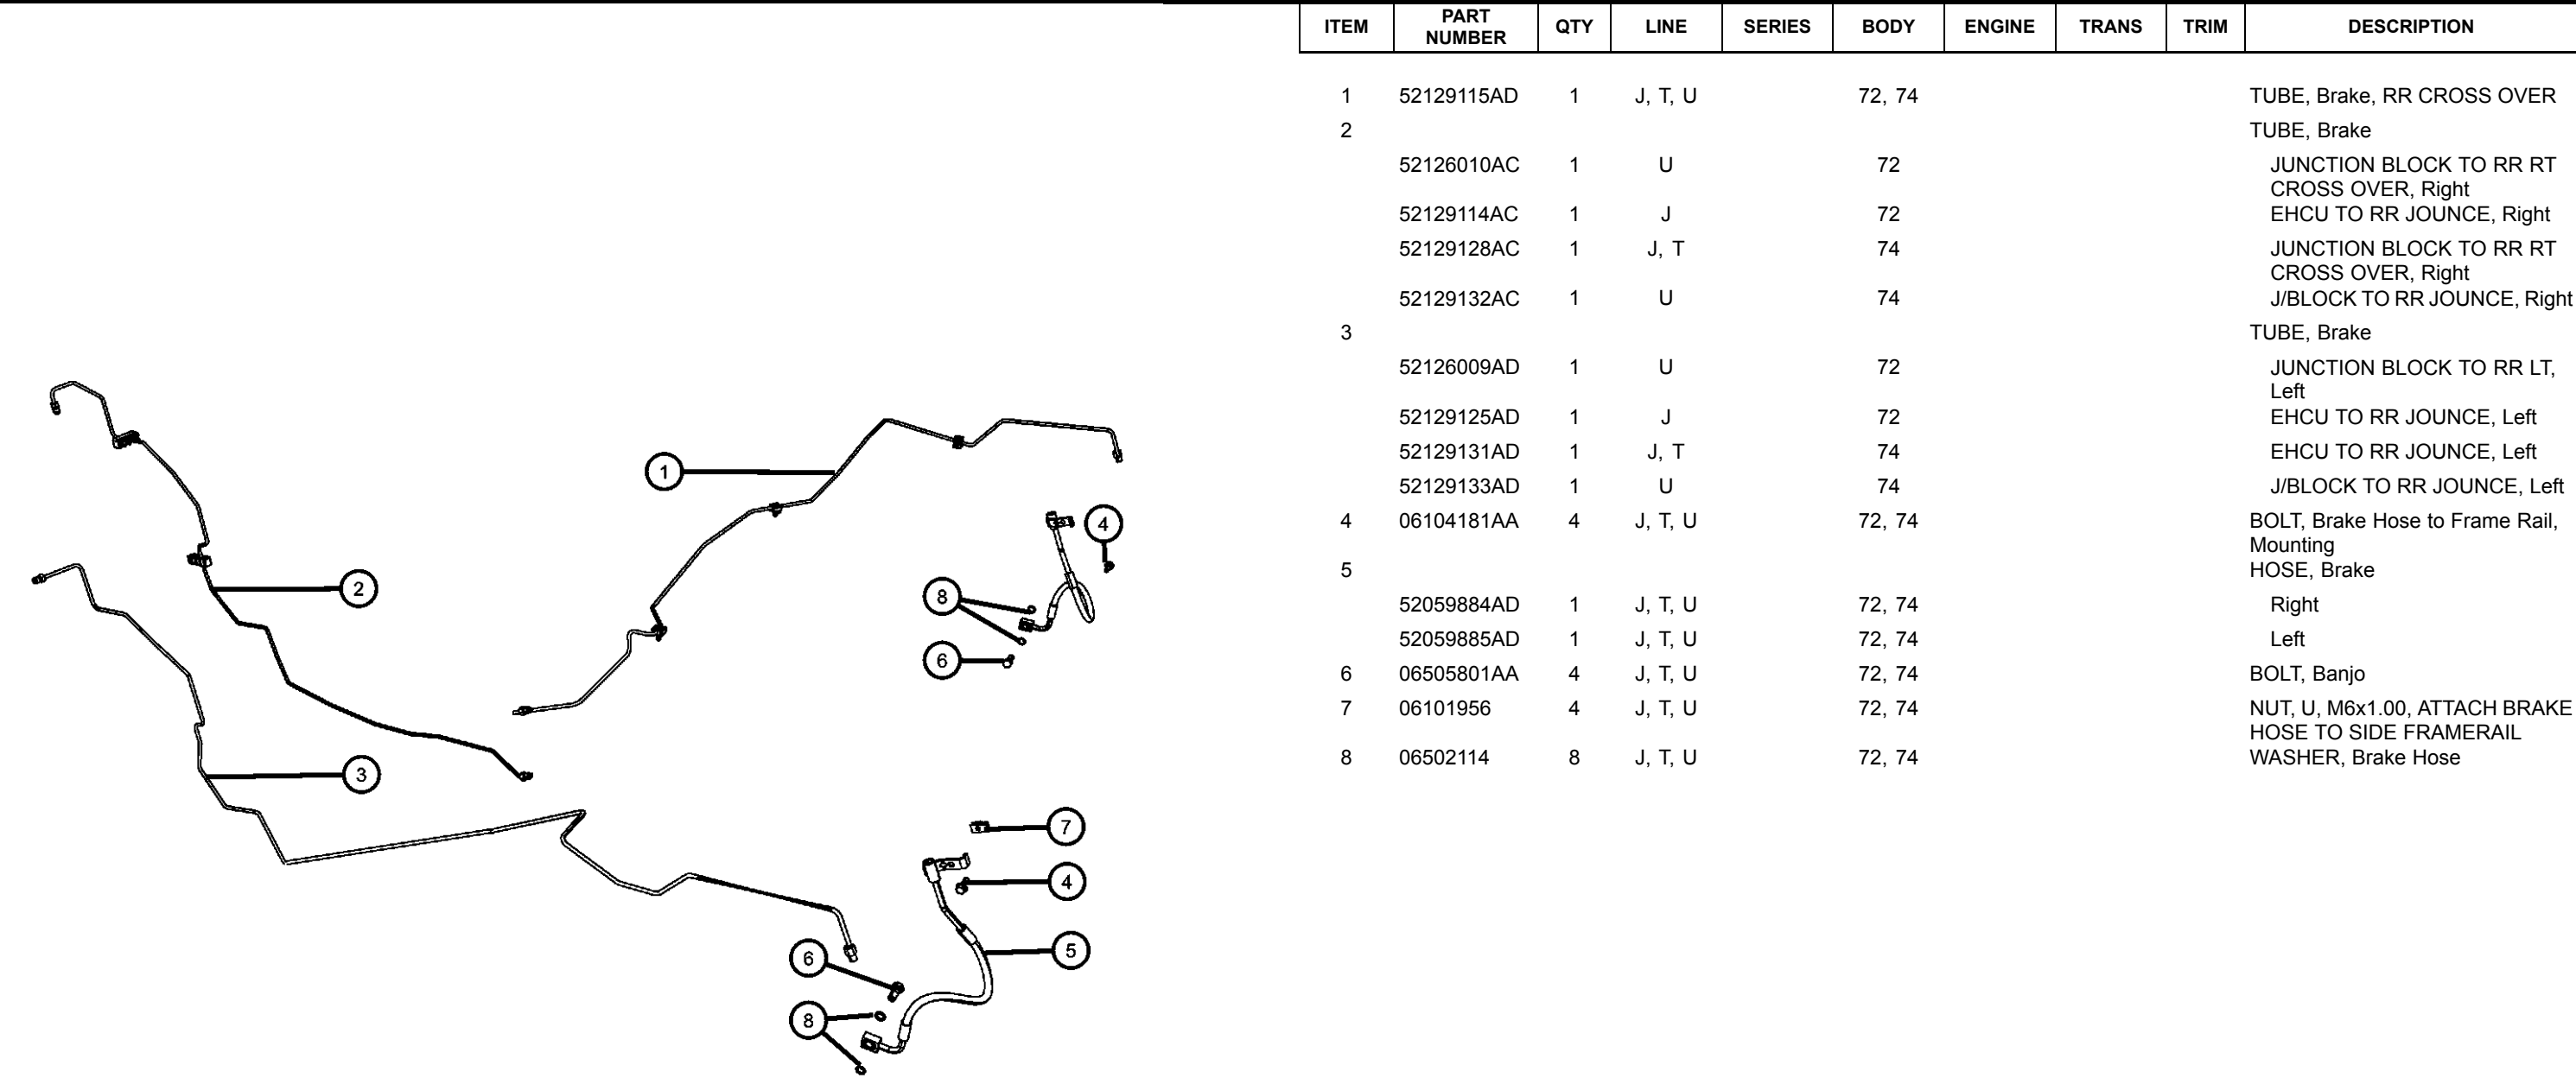 ITEM PART NUMBER QTY LINE SERIES BODY ENGINE TRANS TRIM DESCRIPTION
1 52129115AD 1 J, T, U 72, 74 TUBE, Brake, RR CROSS OVER
2 TUBE, Brake
52126010AC 1 U 72 JUNCTION BLOCK TO RR RT
CROSS OVER, Right
52129114AC 1 J 72 EHCU TO RR JOUNCE, Right
52129128AC 1 J, T 74 JUNCTION BLOCK TO RR RT
CROSS OVER, Right
52129132AC 1 U 74 J/BLOCK TO RR JOUNCE, Right
3 TUBE, Brake
52126009AD 1 U 72 JUNCTION BLOCK TO RR LT,
Left
52129125AD 1 J 72 EHCU TO RR JOUNCE, Left
52129131AD 1 J, T 74 EHCU TO RR JOUNCE, Left
52129133AD 1 U 74 J/BLOCK TO RR JOUNCE, Left
4 06104181AA 4 J, T, U 72, 74 BOLT, Brake Hose to Frame Rail,
Mounting
5 HOSE, Brake
52059884AD 1 J, T, U 72, 74 Right
52059885AD 1 J, T, U 72, 74 Left
6 06505801AA 4 J, T, U 72, 74 BOLT, Banjo
7 06101956 4 J, T, U 72, 74 NUT, U, M6x1.00, ATTACH BRAKE
HOSE TO SIDE FRAMERAIL
8 06502114 8 J, T, U 72, 74 WASHER, Brake Hose
1
4
2
8
6
3
7
4
5
6
8